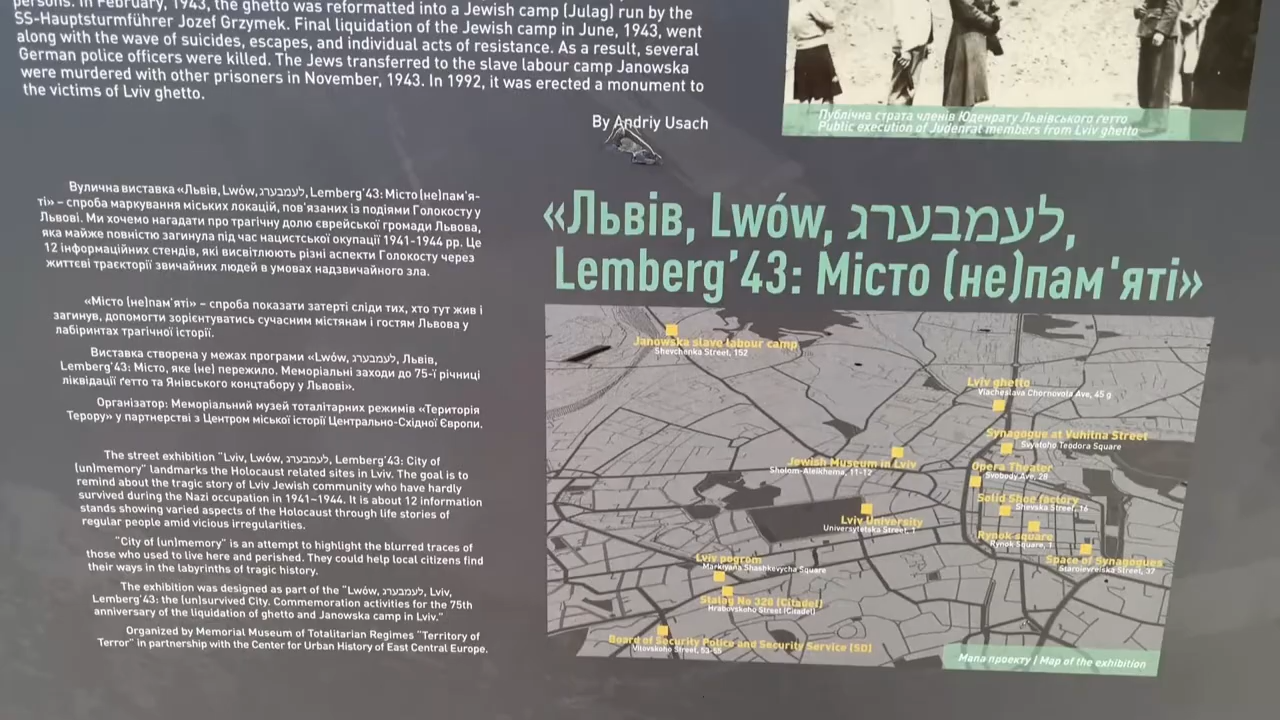 persons. In February, 1943, the ghetto was reformatted into a Jewish camp (Julag) run by the
SS-Hauptsturmführer Jozef Grzymek. Final liquidation of the Jewish camp in June, 1943, went
along with the wave of suicides, escapes, and individual acts of resistance. As a result, several
German police officers were killed. The Jews transferred to the slave labour camp Janowska
were murdered with other prisoners in November, 1943. In 1992, it was erected a monument to
the victims of Lviv ghetto.
By Andriy Usach
Публічна страта членів Юденрату Львівського ґетто
Public execution of Judenrat members from Lviv ghetto
Вулична виставка «Львів, Lwów, לעמבערג, Lemberg'43: Місто (не)пам'я-
ті» – спроба маркування міських локацій, пов'язаних із подіями Голокосту у
Львові. Ми хочемо нагадати про трагічну долю єврейської громади Львова,
яка майже повністю загинула під час нацистської окупації 1941-1944 рр. Це
12 інформаційних стендів, які висвітлюють різні аспекти Голокосту через
життєві траєкторії звичайних людей в умовах надзвичайного зла.
«Місто (не)пам'яті» – спроба показати затерті сліди тих, хто тут жив і
загинув, допомогти зорієнтуватись сучасним містянам і гостям Львова у
лабіринтах трагічної історії.
Виставка створена у межах програми «Lwów, לעמבערג, Львів,
Lemberg'43: Місто, яке (не) пережило. Меморіальні заходи до 75-ї річниці
ліквідації ґетто та Янівського концтабору у Львові».
Організатор: Меморіальний музей тоталітарних режимів «Територія
Терору» у партнерстві з Центром міської історії Центрально-Східної Європи.
The street exhibition "Lviv, Lwów, לעמבערג, Lemberg'43: City of
(un)memory" landmarks the Holocaust related sites in Lviv. The goal is to
remind about the tragic story of Lviv Jewish community who have hardly
survived during the Nazi occupation in 1941–1944. It is about 12 information
stands showing varied aspects of the Holocaust through life stories of
regular people amid vicious irregularities.
"City of (un)memory" is an attempt to highlight the blurred traces of
those who used to live here and perished. They could help local citizens find
their ways in the labyrinths of tragic history.
The exhibition was designed as part of the "Lwów, לעמבערג, Lviv,
Lemberg'43: the (un)survived City. Commemoration activities for the 75th
anniversary of the liquidation of ghetto and Janowska camp in Lviv."
Organized by Memorial Museum of Totalitarian Regimes "Territory of
Terror" in partnership with the Center for Urban History of East Central Europe.
«Львів, Lwów, לעמבערג,
Lemberg'43: Місто (не)пам'яті»
Janowska slave labour camp
Shevchenka Street, 152
Lviv ghetto
Viacheslava Chornovola Ave, 45 g
Synagogue at Vuhilna Street
Svyatoho Teodora Square
Jewish Museum in Lviv
Sholom-Aleikhema, 11-12
Opera Theater
Svobody Ave, 28
Solid Shoe factory
Shevska Street, 16
Lviv University
Universytetska Street, 1
Rynok square
Rynok Square, 1
Space of Synagogues
Staroievreiska Street, 37
Lviv pogrom
Markiyana Shashkevycha Square
Stalag No 328 (Citadel)
Hrabovskoho Street (Citadel)
Board of Security Police and Security Service (SD)
Vitovskoho Street, 53-55
Мапа проекту | Map of the exhibition